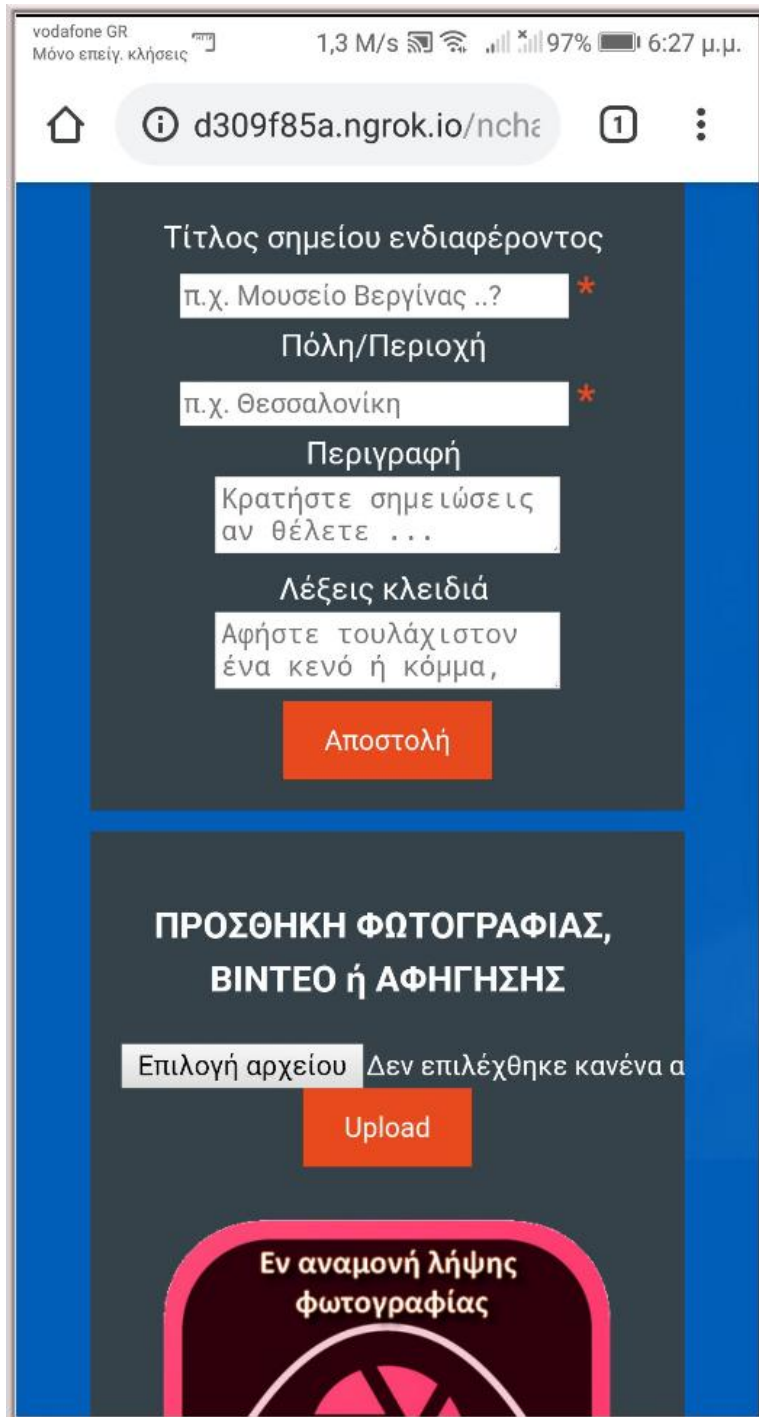 vodafone GR
Μόνο επείγ. κλήσεις
1,3 M/s 97% 6:27 μ.μ.
d309f85a.ngrok.io/ncha
1
Τίτλος σημείου ενδιαφέροντος
π.χ. Μουσείο Βεργίνας ..? *
Πόλη/Περιοχή
π.χ. Θεσσαλονίκη *
Περιγραφή
Κρατήστε σημειώσεις
αν θέλετε ...
Λέξεις κλειδιά
Αφήστε τουλάχιστον
ένα κενό ή κόμμα,
Αποστολή
ΠΡΟΣΘΗΚΗ ΦΩΤΟΓΡΑΦΙΑΣ,
ΒΙΝΤΕΟ ή ΑΦΗΓΗΣΗΣ
Επιλογή αρχείου Δεν επιλέχθηκε κανένα α
Upload
Εν αναμονή λήψης
φωτογραφίας